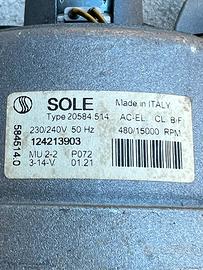 SOLE Made in ITALY
Type 20584.514 AC-EL CL B/F
230/240V 50 Hz 480/15000 RPM
124213903
MU 2-2 P072
3-14-V 01.21
584514.0